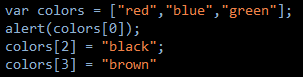 var colors = ["red","blue","green"];
alert(colors[0]);
colors[2] = "black";
colors[3] = "brown"